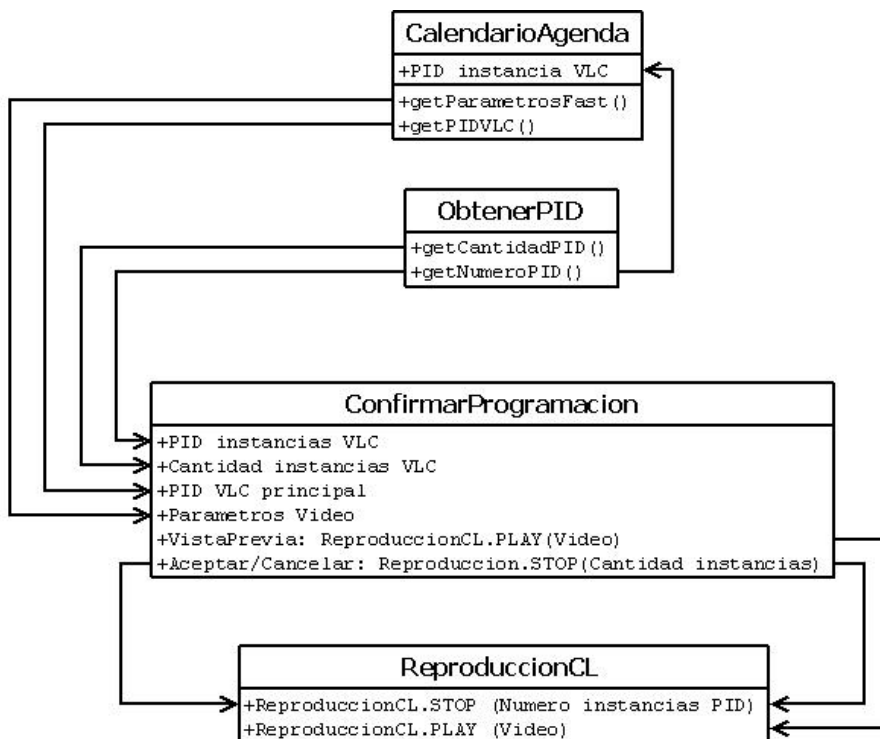 CalendarioAgenda
+PID instancia VLC
+getParametrosFast()
+getPIDVLC()
ObtenerPID
+getCantidadPID()
+getNumeroPID()
ConfirmarProgramacion
+PID instancias VLC
+Cantidad instancias VLC
+PID VLC principal
+Parametros Video
+VistaPrevia: ReproduccionCL.PLAY(Video)
+Aceptar/Cancelar: Reproduccion.STOP(Cantidad instancias)
ReproduccionCL
+ReproduccionCL.STOP (Numero instancias PID)
+ReproduccionCL.PLAY (Video)